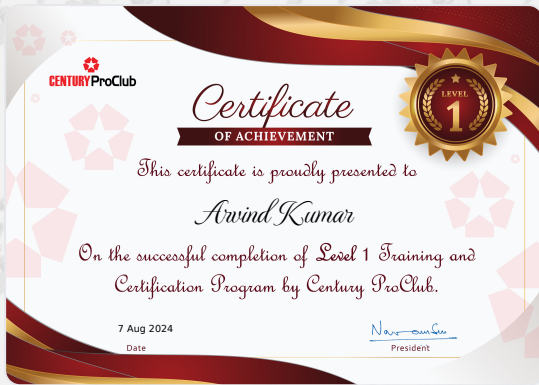 CENTURY ProClub
LEVEL
1
Certificate
OF ACHIEVEMENT
This certificate is proudly presented to
Arvind Kumar
On the successful completion of Level 1 Training and
Certification Program by Century ProClub.
7 Aug 2024
Date
President